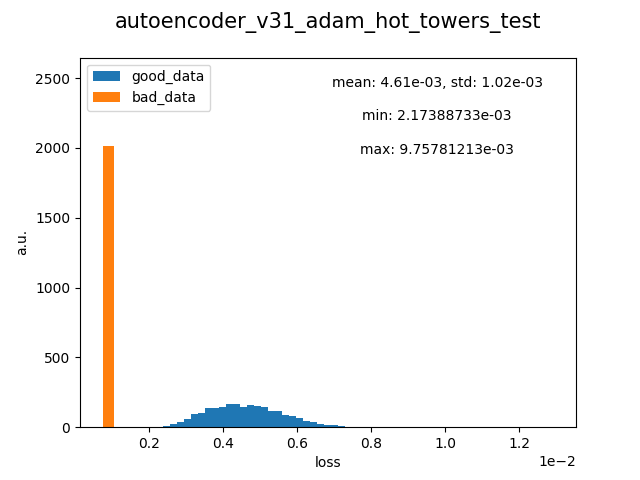 autoencoder_v31_adam_hot_towers_test
good_data
bad_data
mean: 4.61e-03, std: 1.02e-03
min: 2.17388733e-03
max: 9.75781213e-03
2500
2000
1500
1000
500
0
a.u.
0.2 0.4 0.6 0.8 1.0 1.2
1e−2
loss